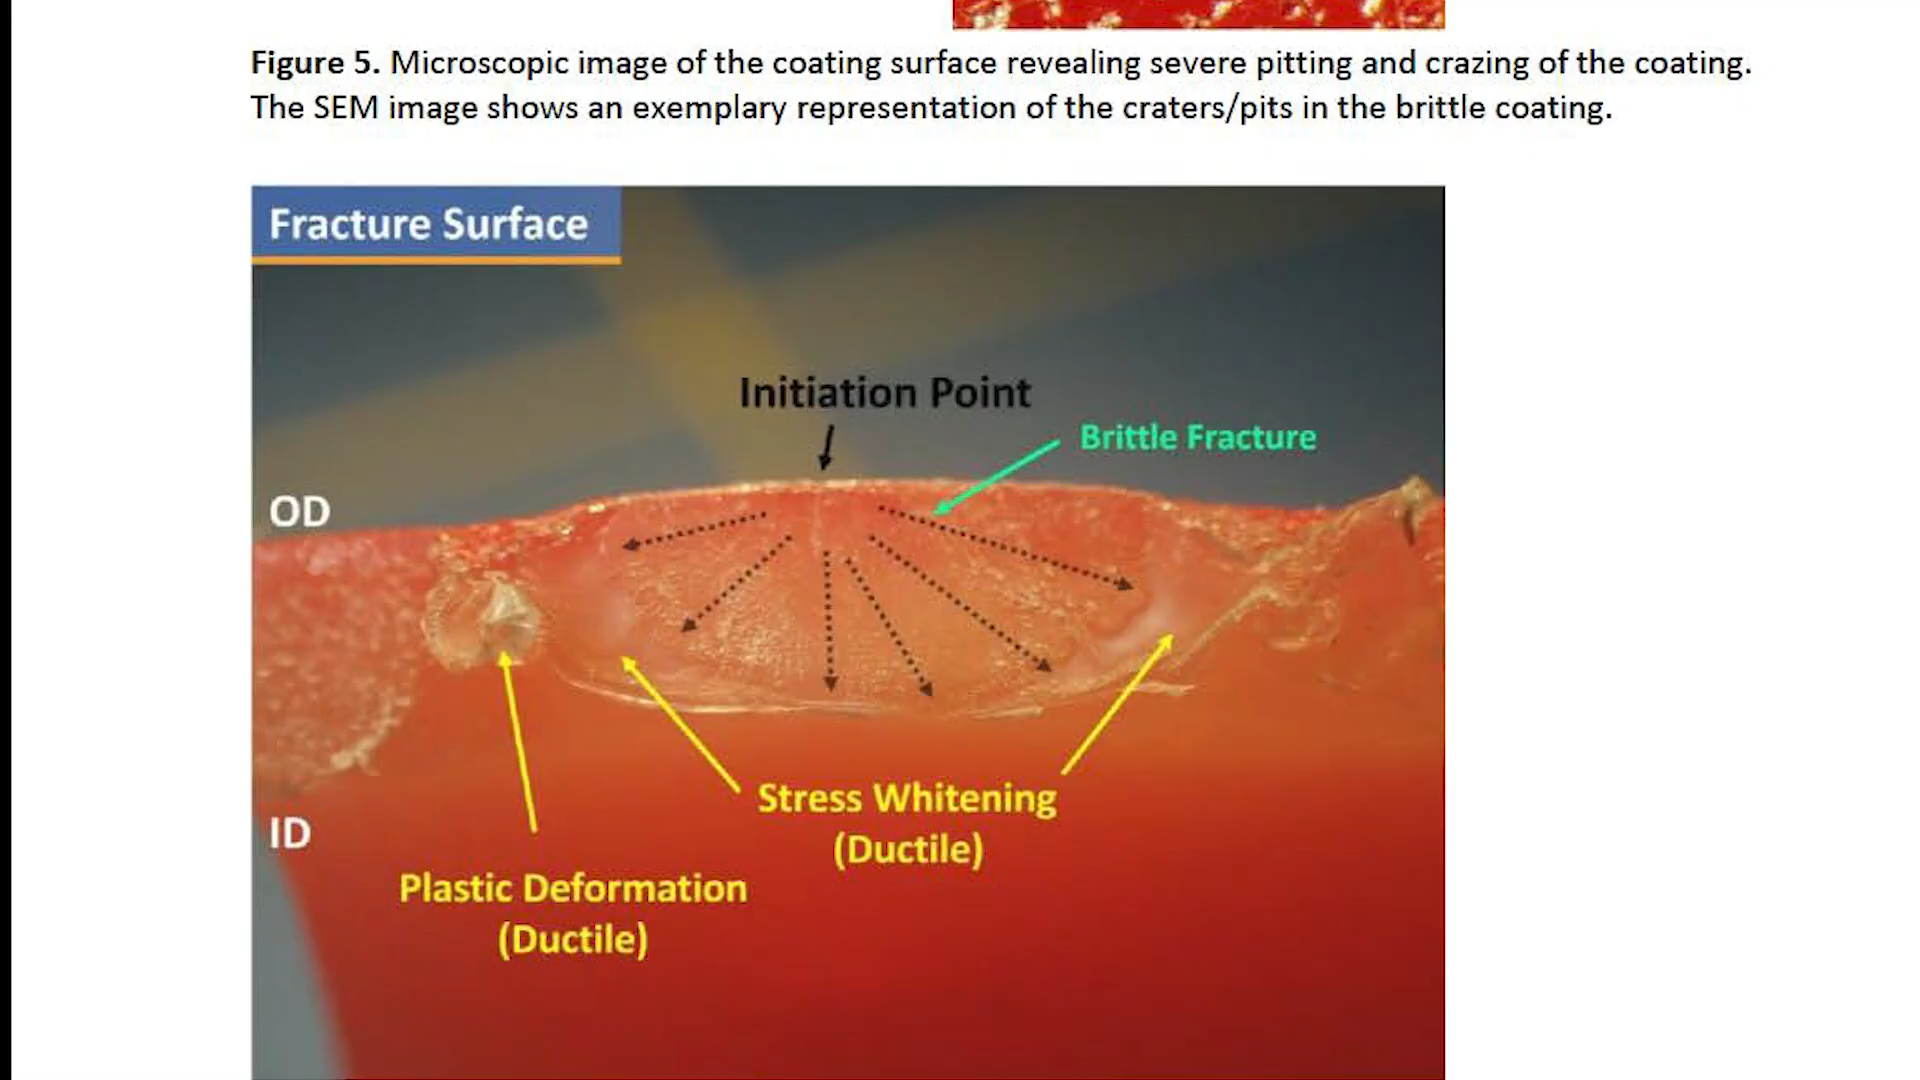 Figure 5. Microscopic image of the coating surface revealing severe pitting and crazing of the coating.
The SEM image shows an exemplary representation of the craters/pits in the brittle coating.
Fracture Surface
Initiation Point
Brittle Fracture
OD
Stress Whitening
(Ductile)
ID
Plastic Deformation
(Ductile)